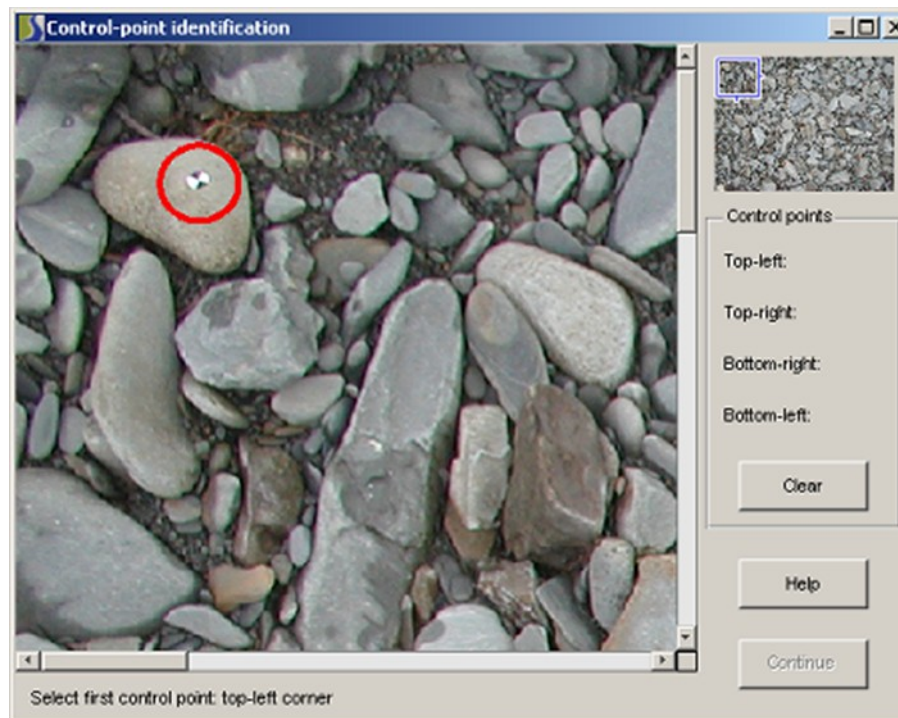 Control-point identification
Control points
Top-left:
Top-right:
Bottom-right:
Bottom-left:
Clear
Help
Continue
Select first control point: top-left corner